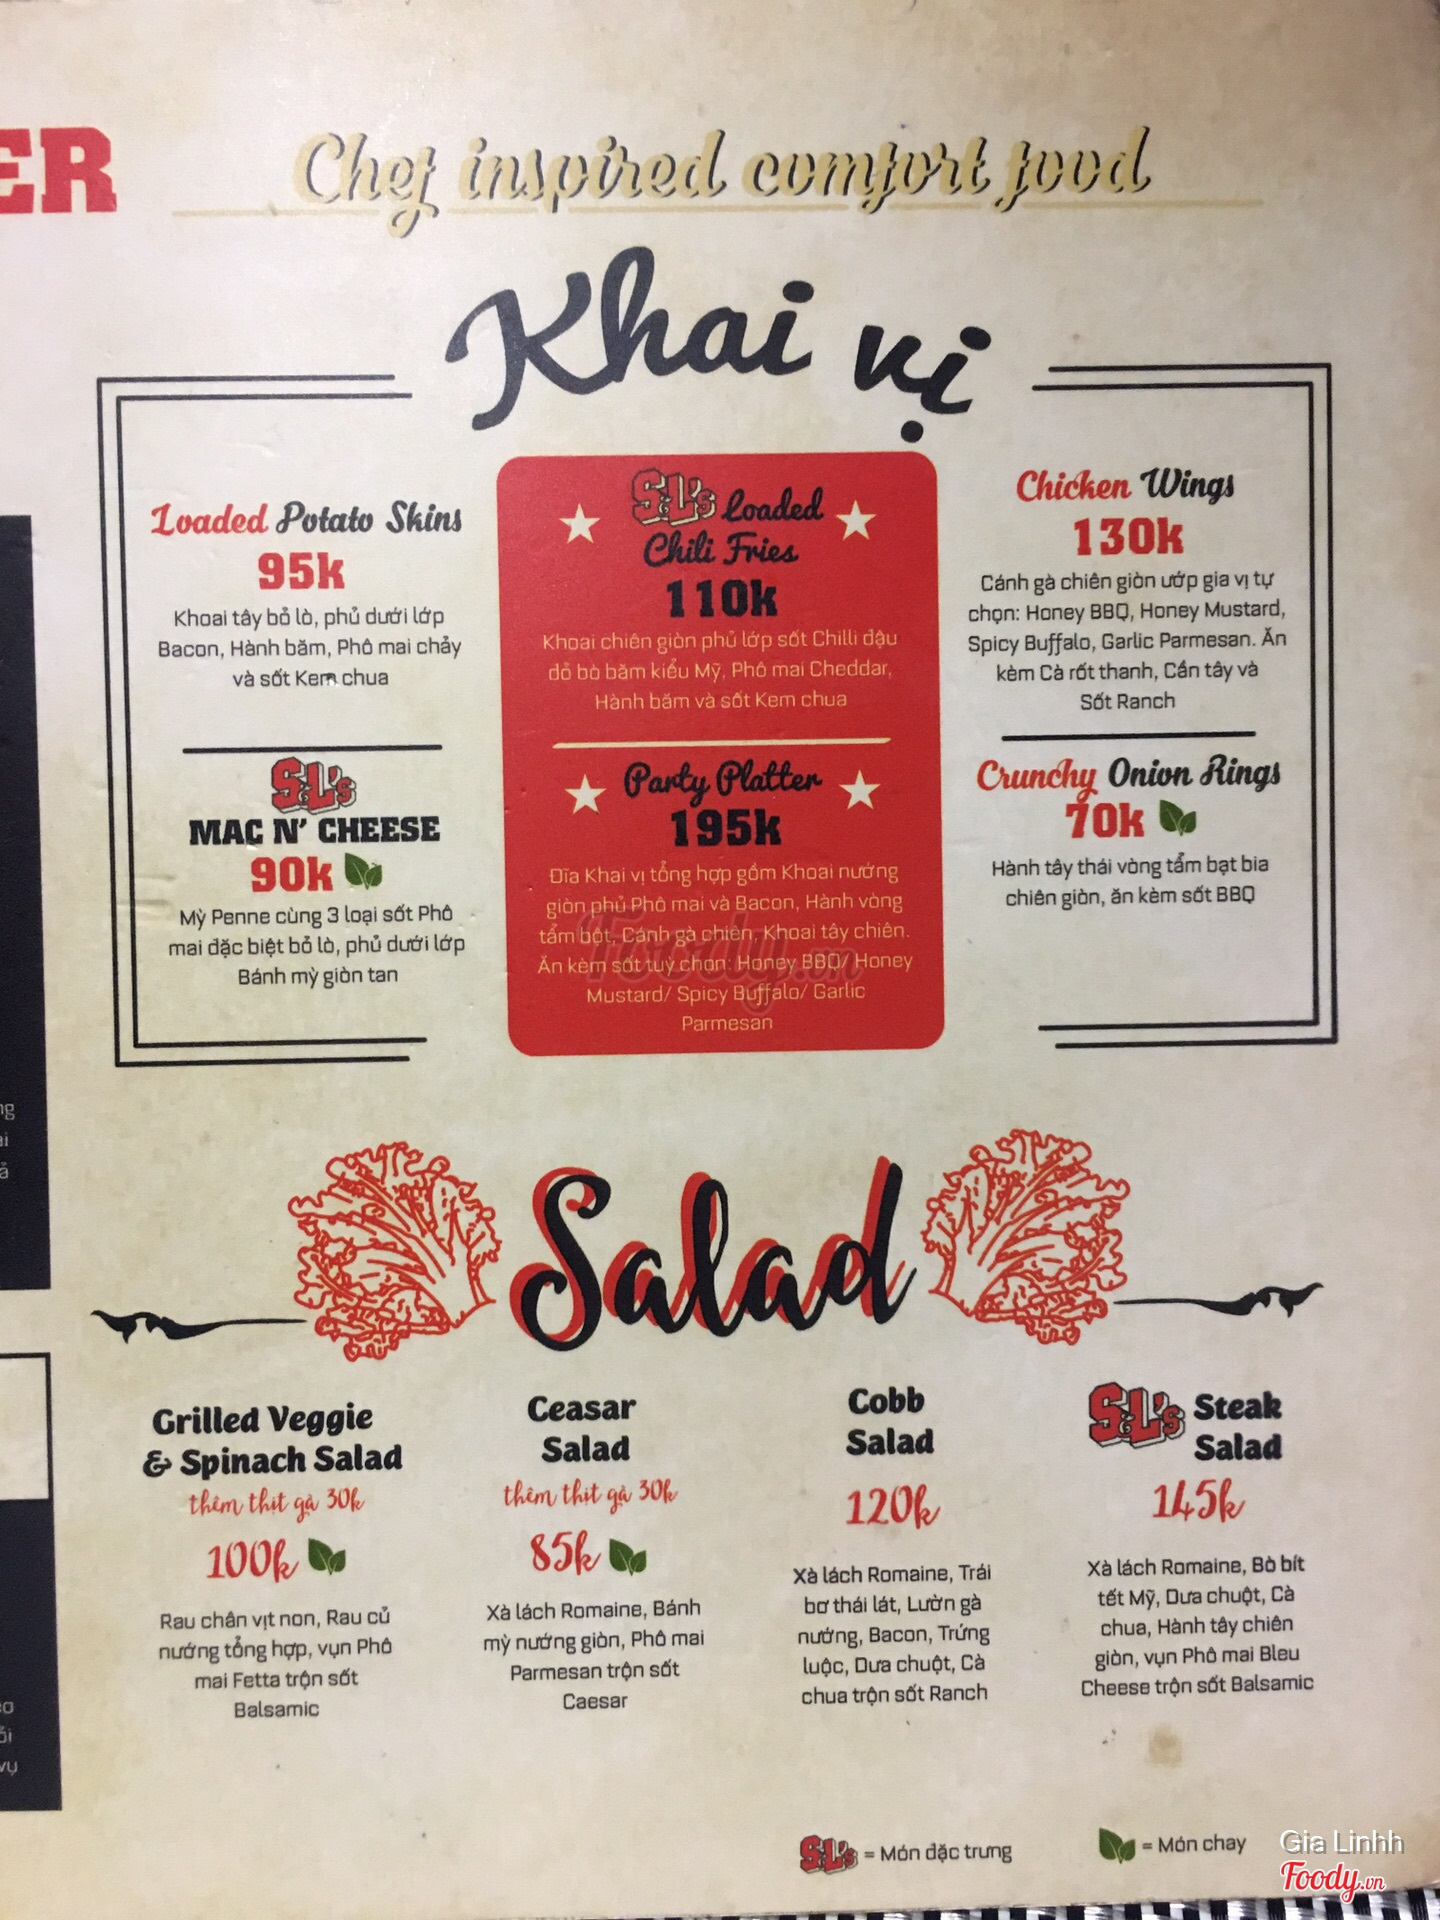 ER
Chef inspired comfort food
Khai vị
Loaded Potato Skins
95k
Khoai tây bỏ lò, phủ dưới lớp
Bacon, Hành băm, Phô mai chảy
và sốt Kem chua
S&L's
MAC N' CHEESE
90k
Mỳ Penne cùng 3 loại sốt Phô
mai đặc biệt bỏ lò, phủ dưới lớp
Bánh mỳ giòn tan
S&L's Loaded
Chili Fries
110k
Khoai chiên giòn phủ lớp sốt Chilli đậu
đỏ bò băm kiểu Mỹ, Phô mai Cheddar,
Hành băm và sốt Kem chua
Party Platter
195k
Đĩa Khai vị tổng hợp gồm Khoai nướng
giòn phủ Phô mai và Bacon, Hành vòng
tẩm bột, Cánh gà chiên, Khoai tây chiên.
Ăn kèm sốt tuỳ chọn: Honey BBQ/ Honey
Mustard/ Spicy Buffalo/ Garlic
Parmesan
Foody.vn
Chicken Wings
130k
Cánh gà chiên giòn ướp gia vị tự
chọn: Honey BBQ, Honey Mustard,
Spicy Buffalo, Garlic Parmesan. Ăn
kèm Cà rốt thanh, Cần tây và
Sốt Ranch
Crunchy Onion Rings
70k
Hành tây thái vòng tẩm bạt bia
chiên giòn, ăn kèm sốt BBQ
Salad
Grilled Veggie
& Spinach Salad
thêm thịt gà 30k
100k
Rau chân vịt non, Rau củ
nướng tổng hợp, vụn Phô
mai Fetta trộn sốt
Balsamic
Ceasar
Salad
thêm thịt gà 30k
85k
Xà lách Romaine, Bánh
mỳ nướng giòn, Phô mai
Parmesan trộn sốt
Caesar
Cobb
Salad
120k
Xà lách Romaine, Trái
bơ thái lát, Lườn gà
nướng, Bacon, Trứng
luộc, Dưa chuột, Cà
chua trộn sốt Ranch
S&L's Steak
Salad
145k
Xà lách Romaine, Bò bít
tết Mỹ, Dưa chuột, Cà
chua, Hành tây chiên
giòn, vụn Phô mai Bleu
Cheese trộn sốt Balsamic
S&L's = Món đặc trưng
= Món chay
Gia Linhh
Foody.vn